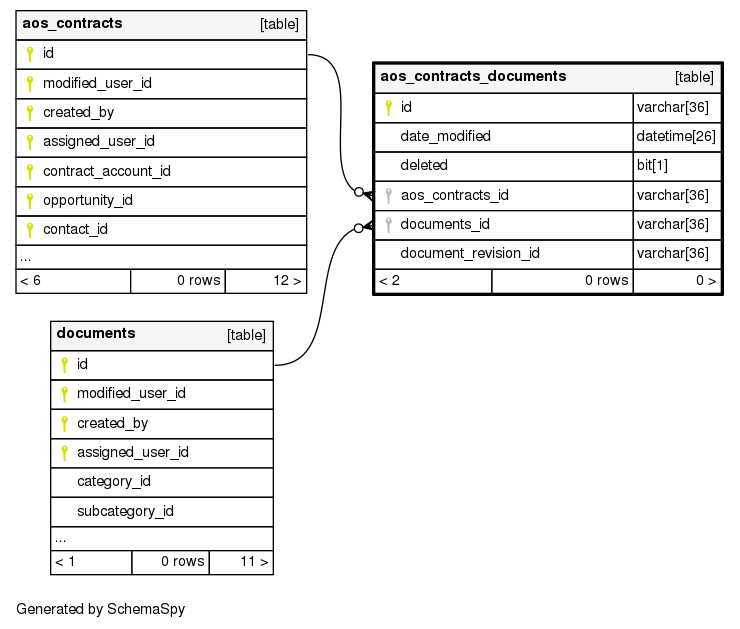 aos_contracts [table]
id
modified_user_id
created_by
assigned_user_id
contract_account_id
opportunity_id
contact_id
...
< 6 0 rows 12 >
aos_contracts_documents [table]
id varchar[36]
date_modified datetime[26]
deleted bit[1]
aos_contracts_id varchar[36]
documents_id varchar[36]
document_revision_id varchar[36]
< 2 0 rows 0 >
documents [table]
id
modified_user_id
created_by
assigned_user_id
category_id
subcategory_id
...
< 1 0 rows 11 >
Generated by SchemaSpy